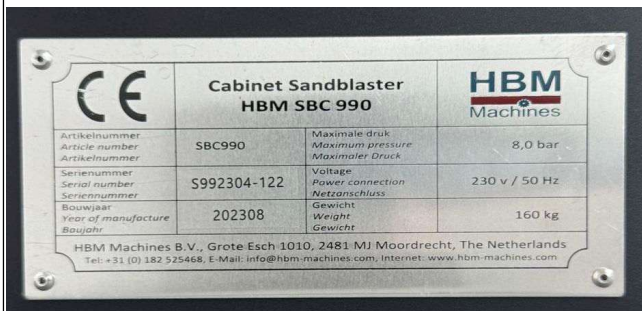 CE
Cabinet Sandblaster
HBM SBC 990
HBM
Machines
Artikelnummer
Article number
Artikelnummer
SBC990
Maximale druk
Maximum pressure
Maximaler Druck
8,0 bar
Serienummer
Serial number
Seriennummer
S992304-122
Voltage
Power connection
Netzanschluss
230 v / 50 Hz
Bouwjaar
Year of manufacture
Baujahr
202308
Gewicht
Weight
Gewicht
160 kg
HBM Machines B.V., Grote Esch 1010, 2481 MJ Moordrecht, The Netherlands
Tel: +31 (0) 182 525468, E-Mail: info@hbm-machines.com, Internet: www.hbm-machines.com